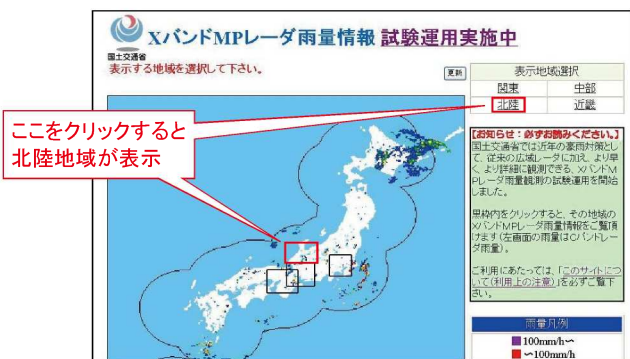 XバンドMPレーダ雨量情報 試験運用実施中
国土交通省
表示する地域を選択して下さい。
更新
表示地域選択
関東 中部
北陸 近畿
ここをクリックすると
北陸地域が表示
【お知らせ：必ずお読みください。】
国土交通省では近年の豪雨対策とし
て、従来の広域レーダに加え、より早
く、より詳細に観測できる、XバンドM
Pレーダ雨量観測の試験運用を開始
しました。
黒枠内をクリックすると、その地域の
XバンドMPレーダ雨量情報をご覧頂
けます(左画面の雨量はCバンドレー
ダ雨量)。
ご利用にあたっては、「このサイトにつ
いて(利用上の注意)」を必ずご覧下
さい。
雨量凡例
100mm/h～
～100mm/h